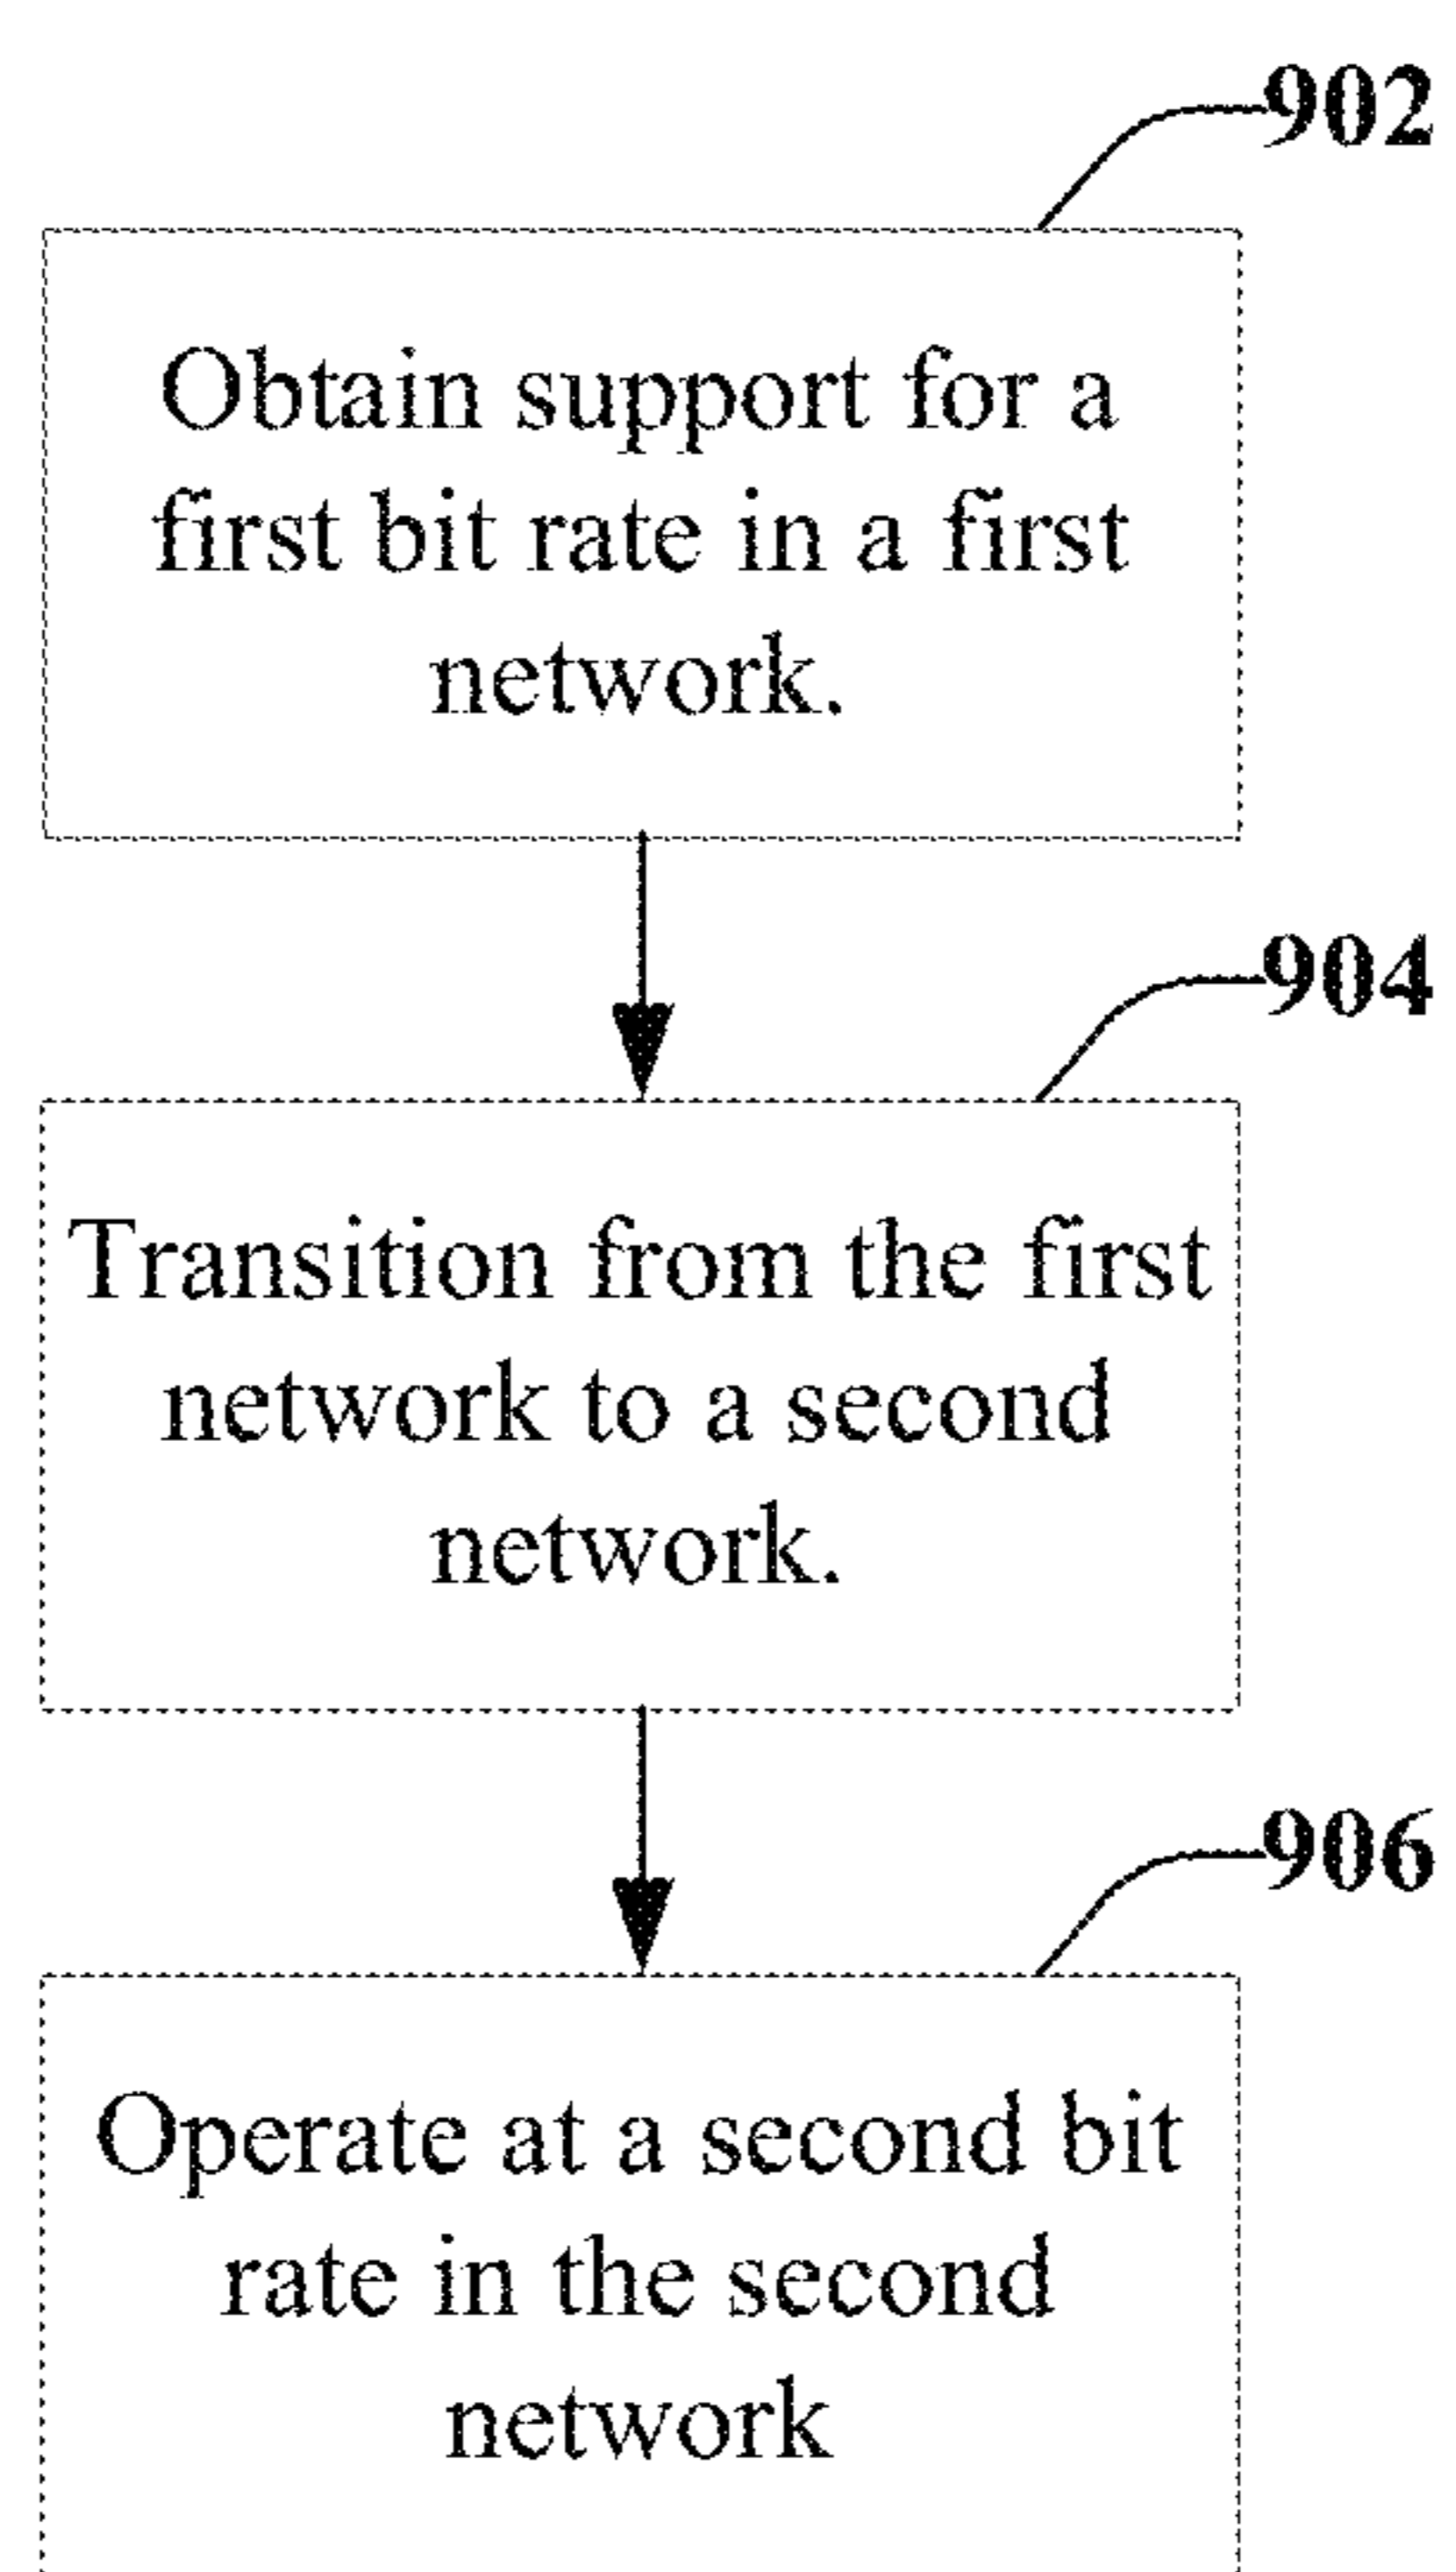 902
Obtain support for a
first bit rate in a first
network.
904
Transition from the first
network to a second
network.
906
Operate at a second bit
rate in the second
network